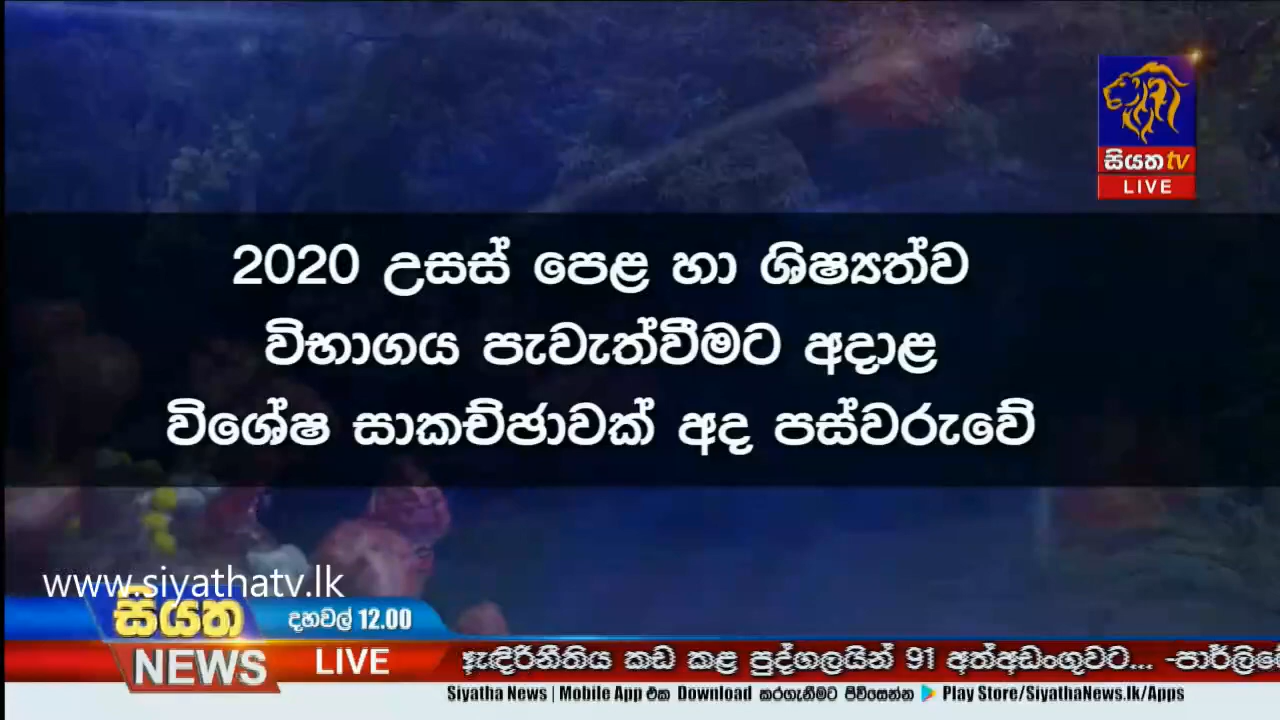 සියත tv
LIVE
2020 උසස් පෙළ හා ශිෂ්‍යත්ව
විභාගය පැවැත්වීමට අදාළ
විශේෂ සාකච්ඡාවක් අද පස්වරුවේ
www.siyathatv.lk
සියත
දහවල් 12.00
NEWS
LIVE
ඇඳිරිනීතිය කඩ කළ පුද්ගලයින් 91 අත්අඩංගුවට... -පාර්ලිමේ
Siyatha News | Mobile App එක Download කරගැනීමට පිවිසෙන්න Play Store/SiyathaNews.lk/Apps